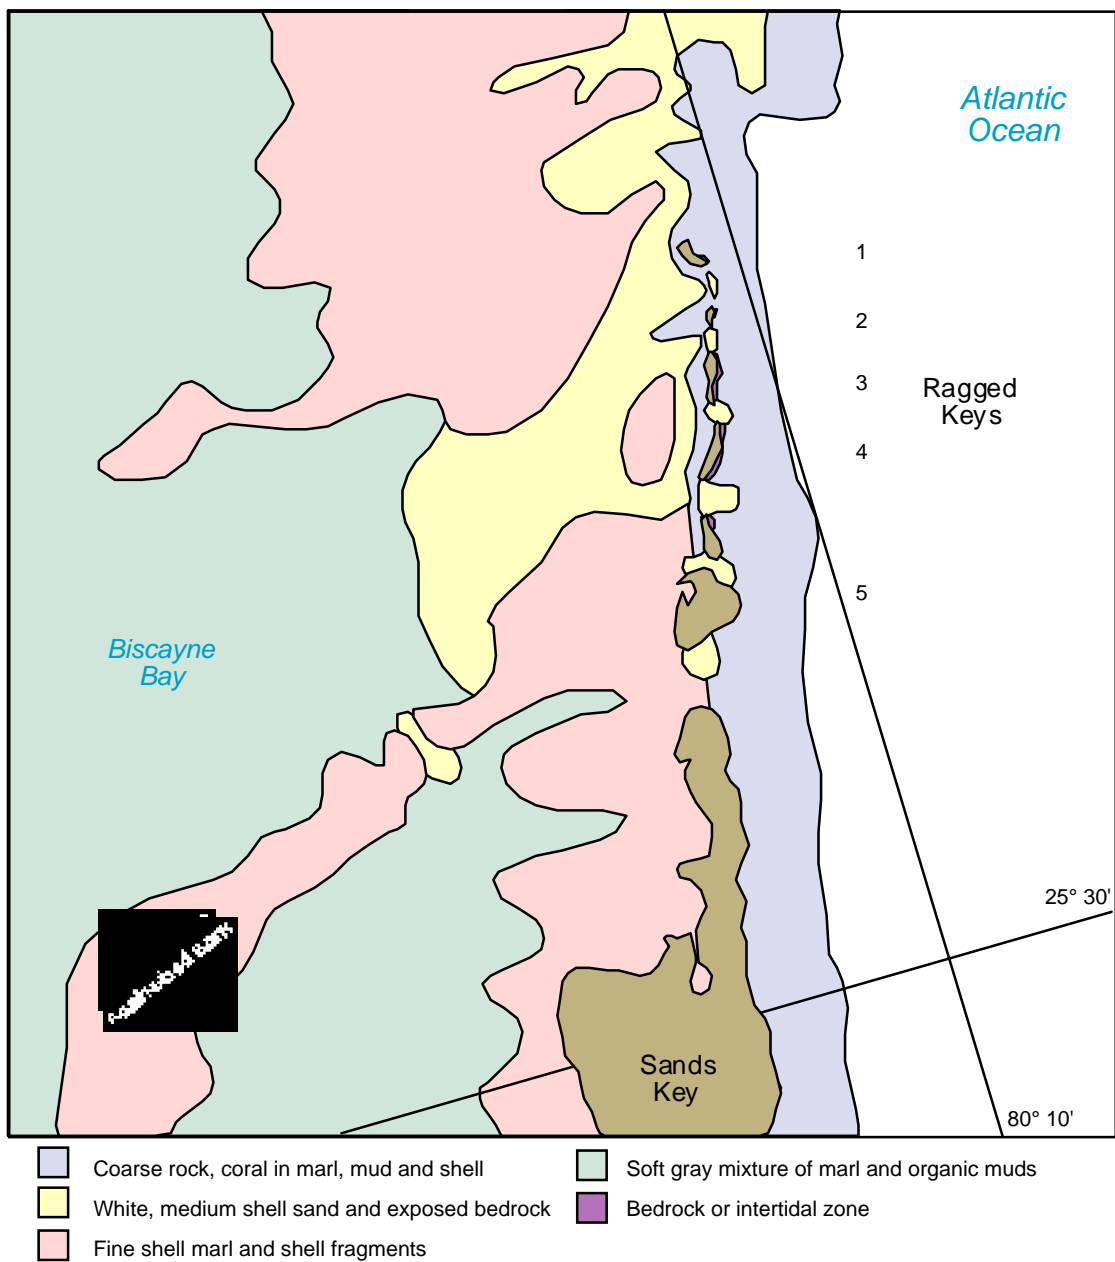 Atlantic
Ocean
1
2
3
Ragged
Keys
4
5
Biscayne
Bay
25° 30'
Sands
Key
80° 10'
Coarse rock, coral in marl, mud and shell
Soft gray mixture of marl and organic muds
White, medium shell sand and exposed bedrock
Bedrock or intertidal zone
Fine shell marl and shell fragments